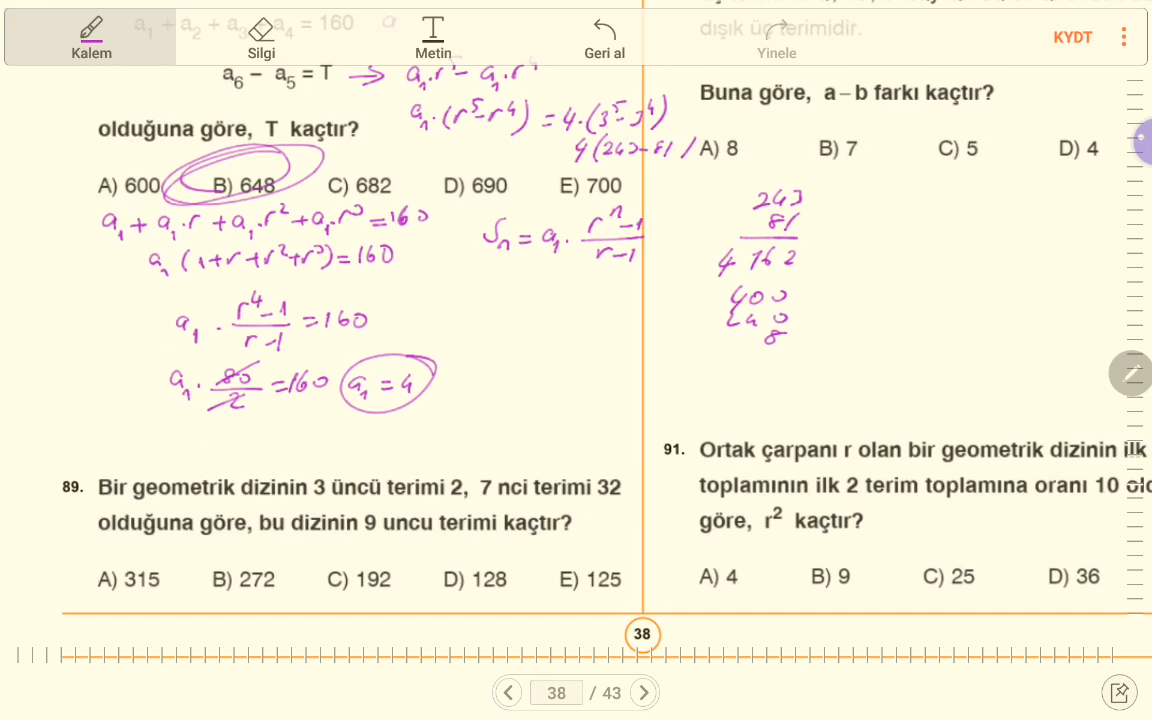 a₁ + a₂ + a₃ + a₄ = 160
Kalem
Silgi
Metin
Geri al
Yinele
KYDT
a₆ − a₅ = T → a₁.r⁵ − a₁.r⁴
a₁.(r⁵−r⁴) = 4.(3⁵−3⁴)
olduğuna göre, T kaçtır?
4(243−81)
A) 600 B) 648 C) 682 D) 690 E) 700
a₁ + a₁.r + a₁.r² + a₁.r³ = 160
a₁ (1+r+r²+r³) = 160
Sₙ = a₁ . rⁿ−1 / r−1
a₁ . r⁴−1 / r−1 = 160
a₁ . 80 / 2 = 160 a₁ = 4
89. Bir geometrik dizinin 3 üncü terimi 2, 7 nci terimi 32
olduğuna göre, bu dizinin 9 uncu terimi kaçtır?
A) 315 B) 272 C) 192 D) 128 E) 125
dışık üç terimidir.
Buna göre, a – b farkı kaçtır?
A) 8 B) 7 C) 5 D) 4
243
81
4 162
400
240
8
91. Ortak çarpanı r olan bir geometrik dizinin ilk
toplamının ilk 2 terim toplamına oranı 10
göre, r² kaçtır?
A) 4 B) 9 C) 25 D) 36
38
38 / 43